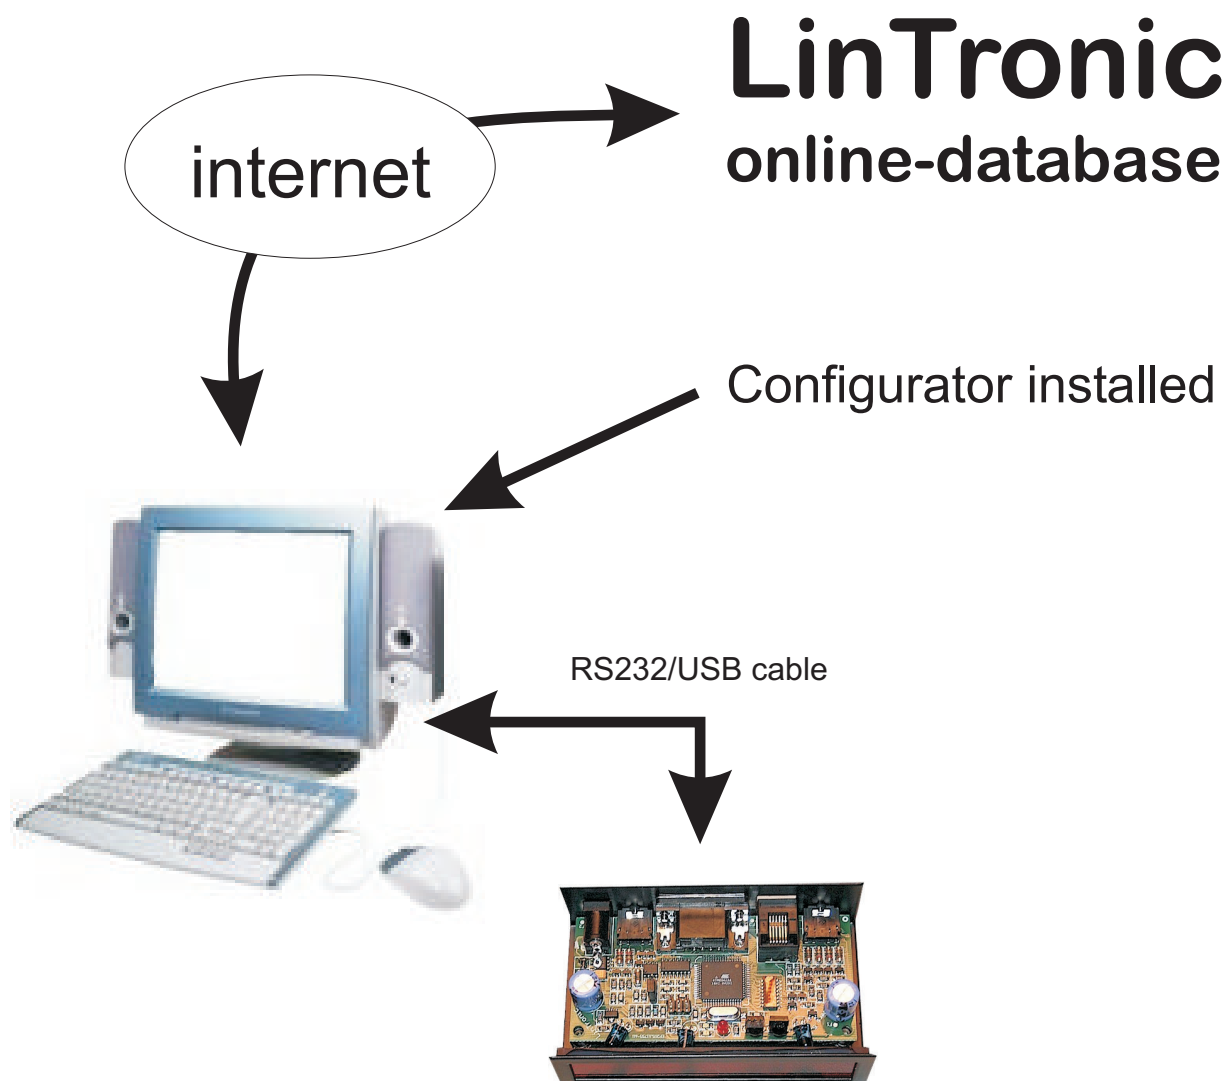 LinTronic
online-database
internet
Configurator installed
RS232/USB cable